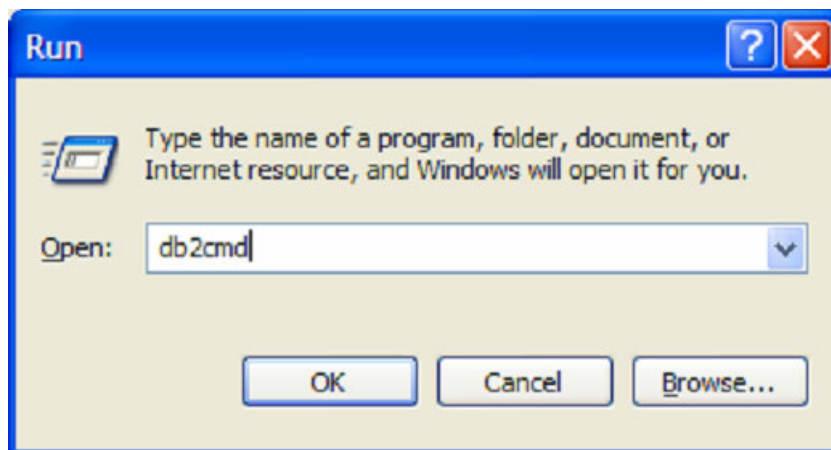 Run
Type the name of a program, folder, document, or
Internet resource, and Windows will open it for you.
Open: db2cmd
OK Cancel Browse...